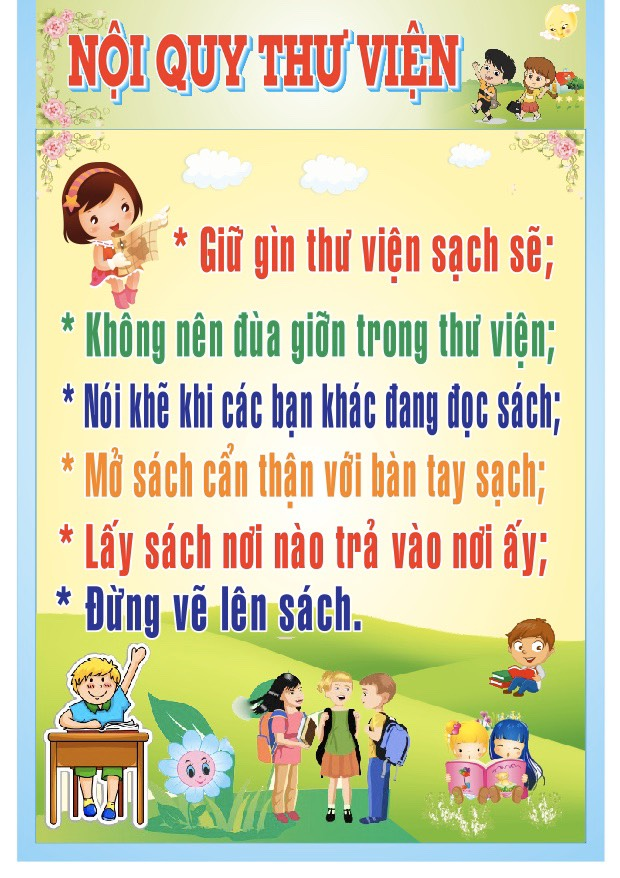 NỘI QUY THƯ VIỆN
* Giữ gìn thư viện sạch sẽ;
* Không nên đùa giỡn trong thư viện;
* Nói khẽ khi các bạn khác đang đọc sách;
* Mở sách cẩn thận với bàn tay sạch;
* Lấy sách nơi nào trả vào nơi ấy;
* Đừng vẽ lên sách.